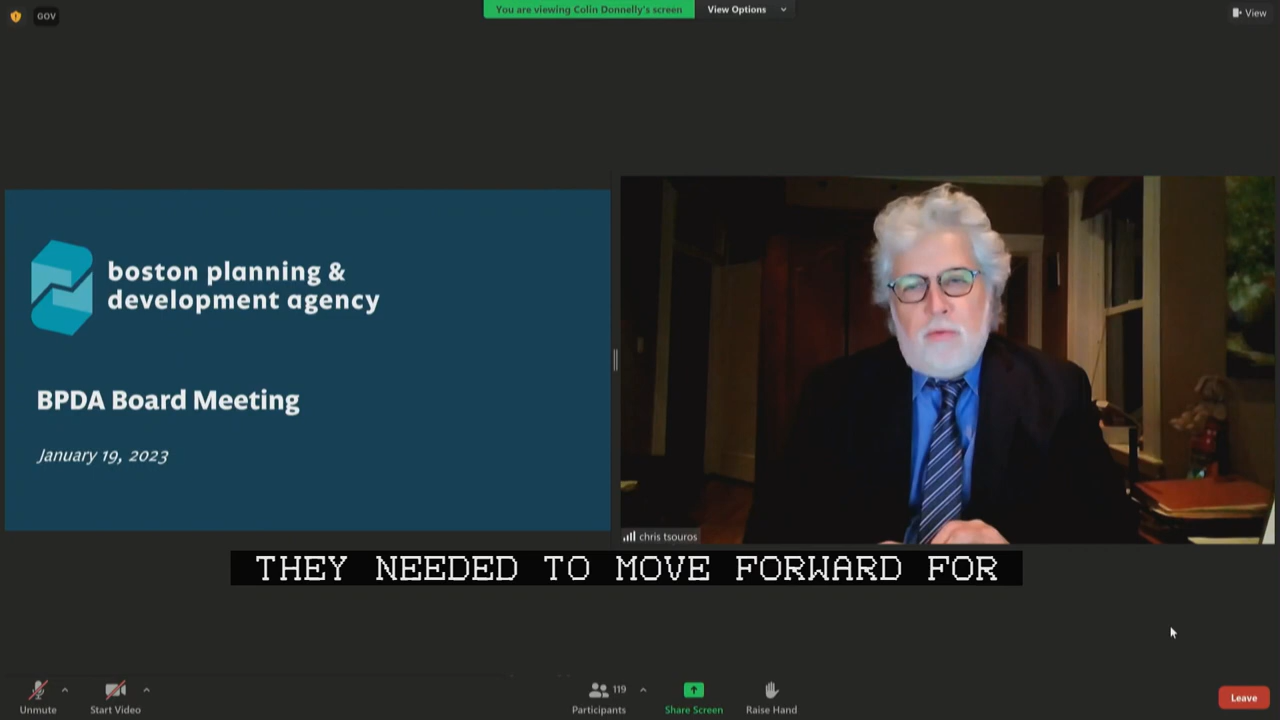 GOV
You are viewing Colin Donnelly's screen
View Options
View
boston planning &
development agency
BPDA Board Meeting
January 19, 2023
chris tsouros
THEY NEEDED TO MOVE FORWARD FOR
Unmute
Start Video
119
Participants
Share Screen
Raise Hand
Leave